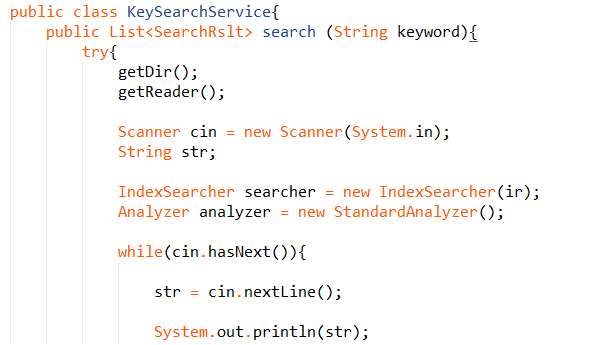 public class KeySearchService{
public List<SearchRslt> search (String keyword){
try{
getDir();
getReader();
Scanner cin = new Scanner(System.in);
String str;
IndexSearcher searcher = new IndexSearcher(ir);
Analyzer analyzer = new StandardAnalyzer();
while(cin.hasNext()){
str = cin.nextLine();
System.out.println(str);